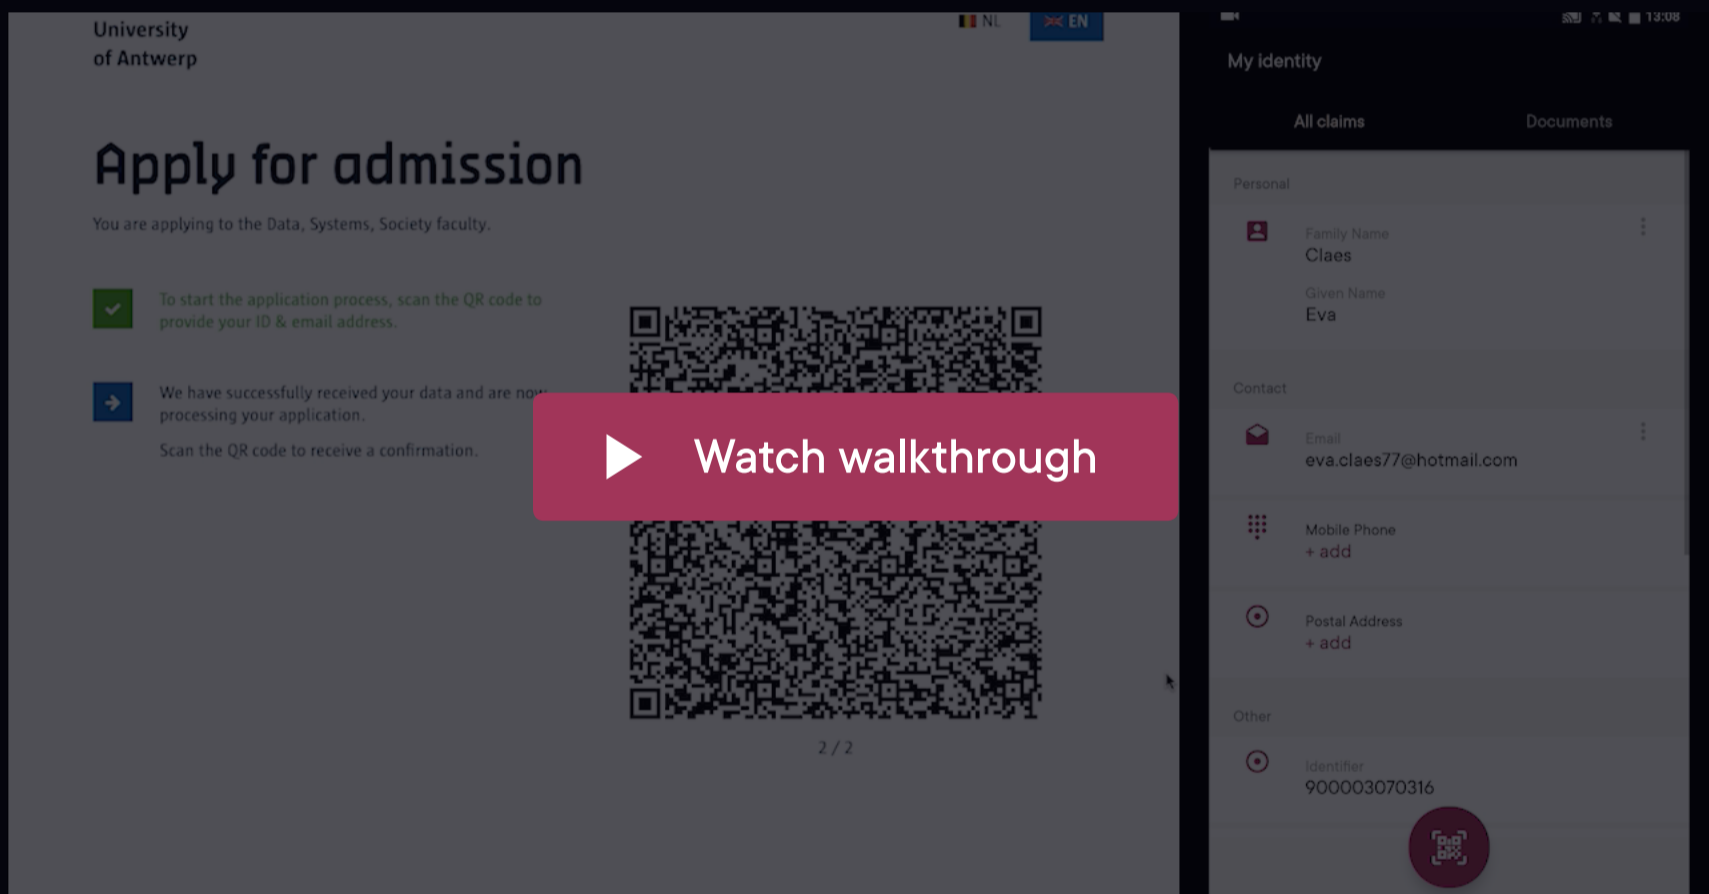 University
of Antwerp
NL
EN
Apply for admission
You are applying to the Data, Systems, Society faculty.
To start the application process, scan the QR code to
provide your ID & email address.
We have successfully received your data and are now
processing your application.
Scan the QR code to receive a confirmation.
2 / 2
Watch walkthrough
13:08
My identity
All claims
Documents
Personal
Family Name
Claes
Given Name
Eva
Contact
Email
eva.claes77@hotmail.com
Mobile Phone
+ add
Postal Address
+ add
Other
Identifier
900003070316